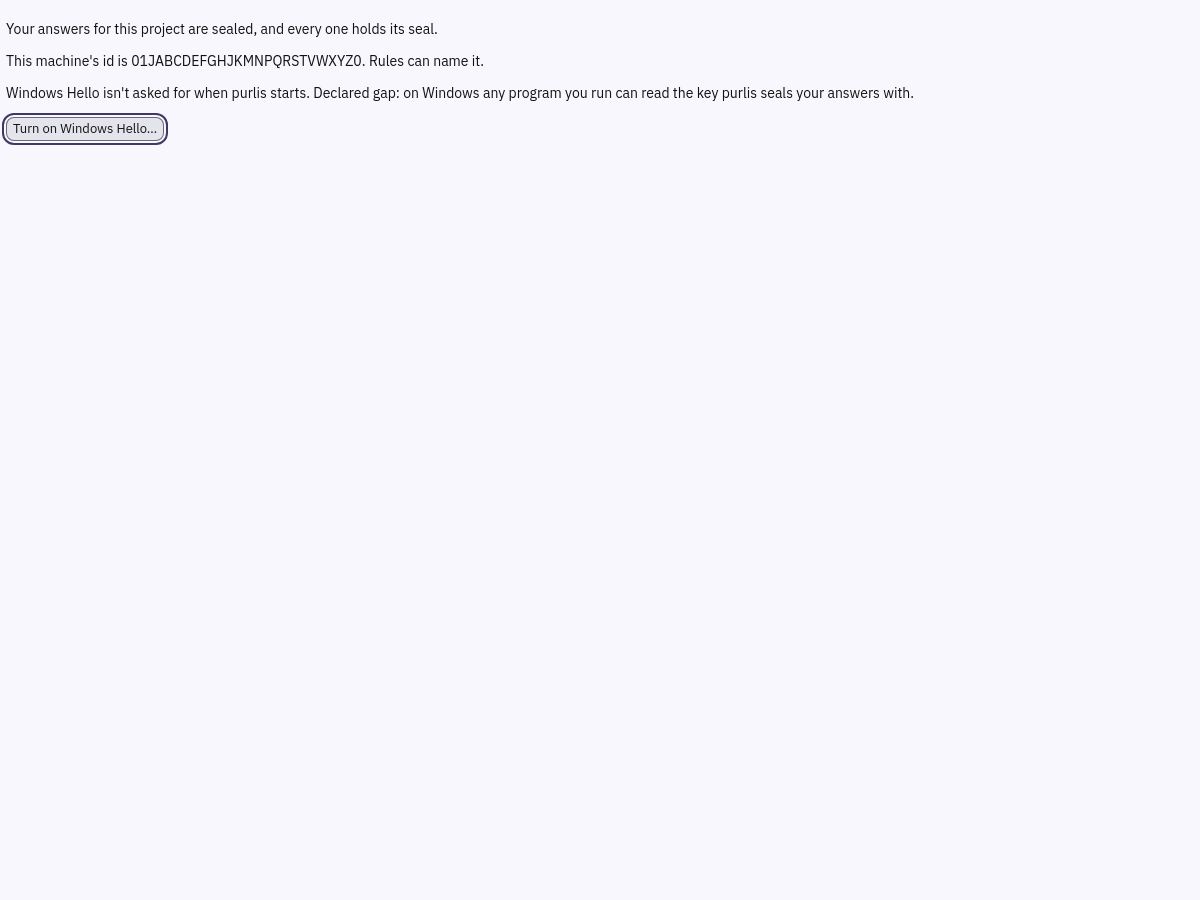 Your answers for this project are sealed, and every one holds its seal.
This machine's id is 01JABCDEFGHJKMNPQRSTVWXYZ0. Rules can name it.
Windows Hello isn't asked for when purlis starts. Declared gap: on Windows any program you run can read the key purlis seals your answers with.
Turn on Windows Hello...